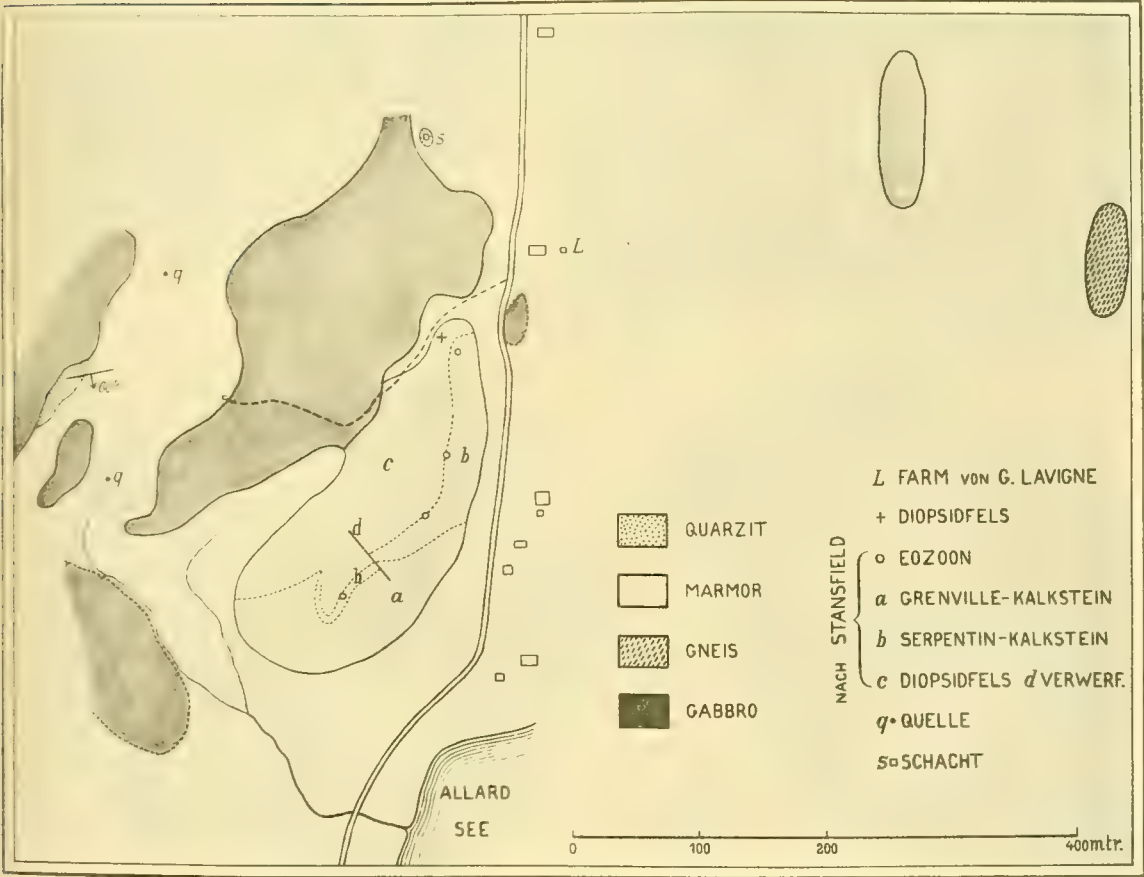 s
L
q
q
c
b
d
b
a
QUARZIT
MARMOR
GNEIS
GABBRO
L FARM VON G. LAVIGNE
+ DIOPSIDFELS
NACH STANSFIELD
EOZOON
a GRENVILLE-KALKSTEIN
b SERPENTIN-KALKSTEIN
c DIOPSIDFELS d VERWERF.
q• QUELLE
s▫ SCHACHT
ALLARD
SEE
0 100 200 400mtr.